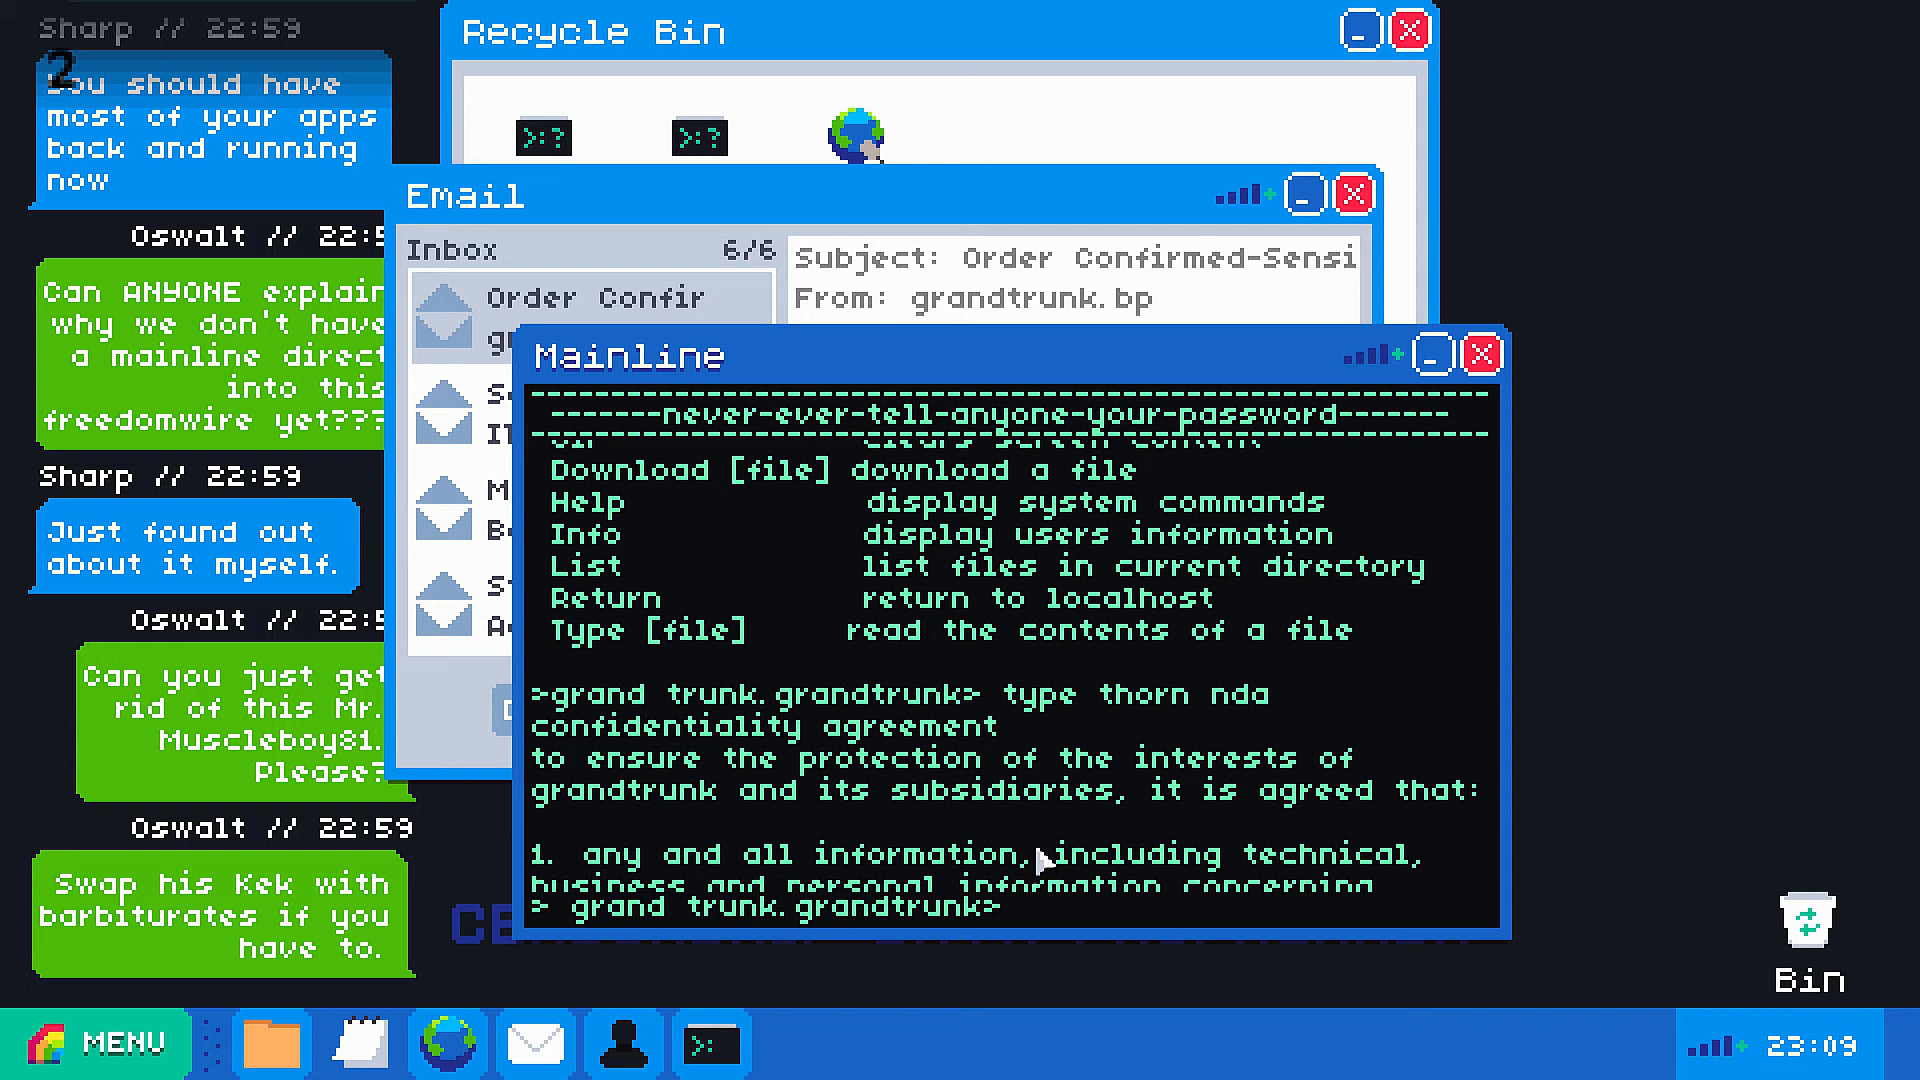 Sharp // 22:59
2
You should have
most of your apps
back and running
now
Oswalt // 22:5
Can ANYONE explain
why we don't have
a mainline direct
into this
freedomwire yet???
Sharp // 22:59
Just found out
about it myself.
Oswalt // 22:5
Can you just get
rid of this Mr.
Muscleboy81.
Please?
Oswalt // 22:59
Swap his Kek with
barbiturates if you
have to.
Recycle Bin
>:?
>:?
Email
Inbox 6/6
Order Confir
Subject: Order Confirmed-Sensi
From: grandtrunk.bp
Mainline
-------never-ever-tell-anyone-your-password-------
Download [file] download a file
Help display system commands
Info display users information
List list files in current directory
Return return to localhost
Type [file] read the contents of a file
>grand trunk.grandtrunk> type thorn nda
confidentiality agreement
to ensure the protection of the interests of
grandtrunk and its subsidiaries, it is agreed that:
1. any and all information, including technical,
business and personal information concerning
> grand trunk.grandtrunk>
Bin
MENU
>:
23:09